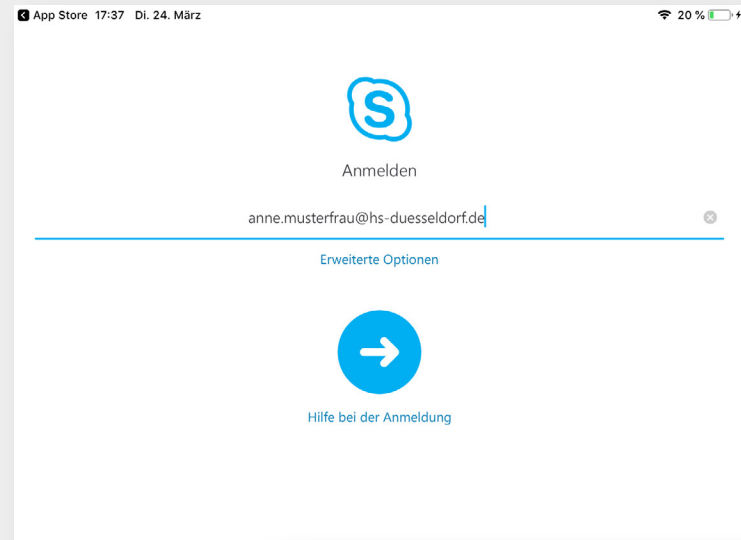 App Store 17:37 Di. 24. März 20 %
S
Anmelden
anne.musterfrau@hs-duesseldorf.de
Erweiterte Optionen
Hilfe bei der Anmeldung